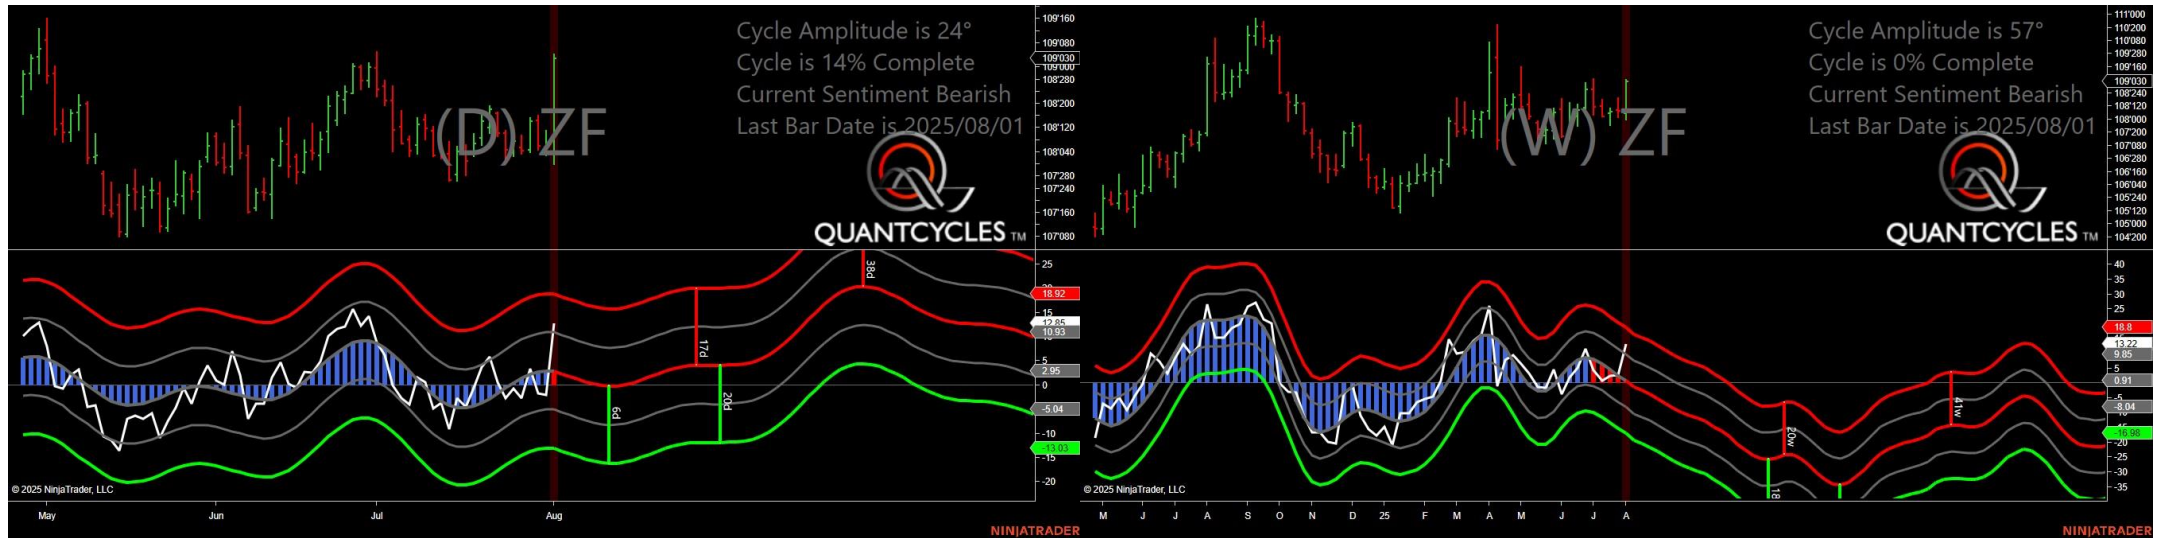 Cycle Amplitude is 24°
Cycle is 14% Complete
Current Sentiment Bearish
Last Bar Date is 2025/08/01
(D) ZF
QUANTCYCLES TM
109'160
109'080
109'030
109'000
108'280
108'200
108'120
108'040
107'280
107'240
107'160
107'080
38d
17d
20d
6d
25
18.92
15
12.85
10.93
5
2.95
0
-5.04
-10
-13.03
-15
-20
© 2025 NinjaTrader, LLC
May
Jun
Jul
Aug
NINJATRADER
Cycle Amplitude is 57°
Cycle is 0% Complete
Current Sentiment Bearish
Last Bar Date is 2025/08/01
(W) ZF
QUANTCYCLES TM
111'000
110'200
110'080
109'280
109'160
109'030
108'240
108'120
108'000
107'200
107'080
106'280
106'160
106'040
105'240
105'120
105'000
104'200
41w
20w
18
40
35
30
25
18.8
13.22
9.85
5
0.91
-5
-8.04
-16.98
-20
-25
-30
-35
© 2025 NinjaTrader, LLC
M
J
J
A
S
O
N
D
25
F
M
A
M
J
J
A
NINJATRADER